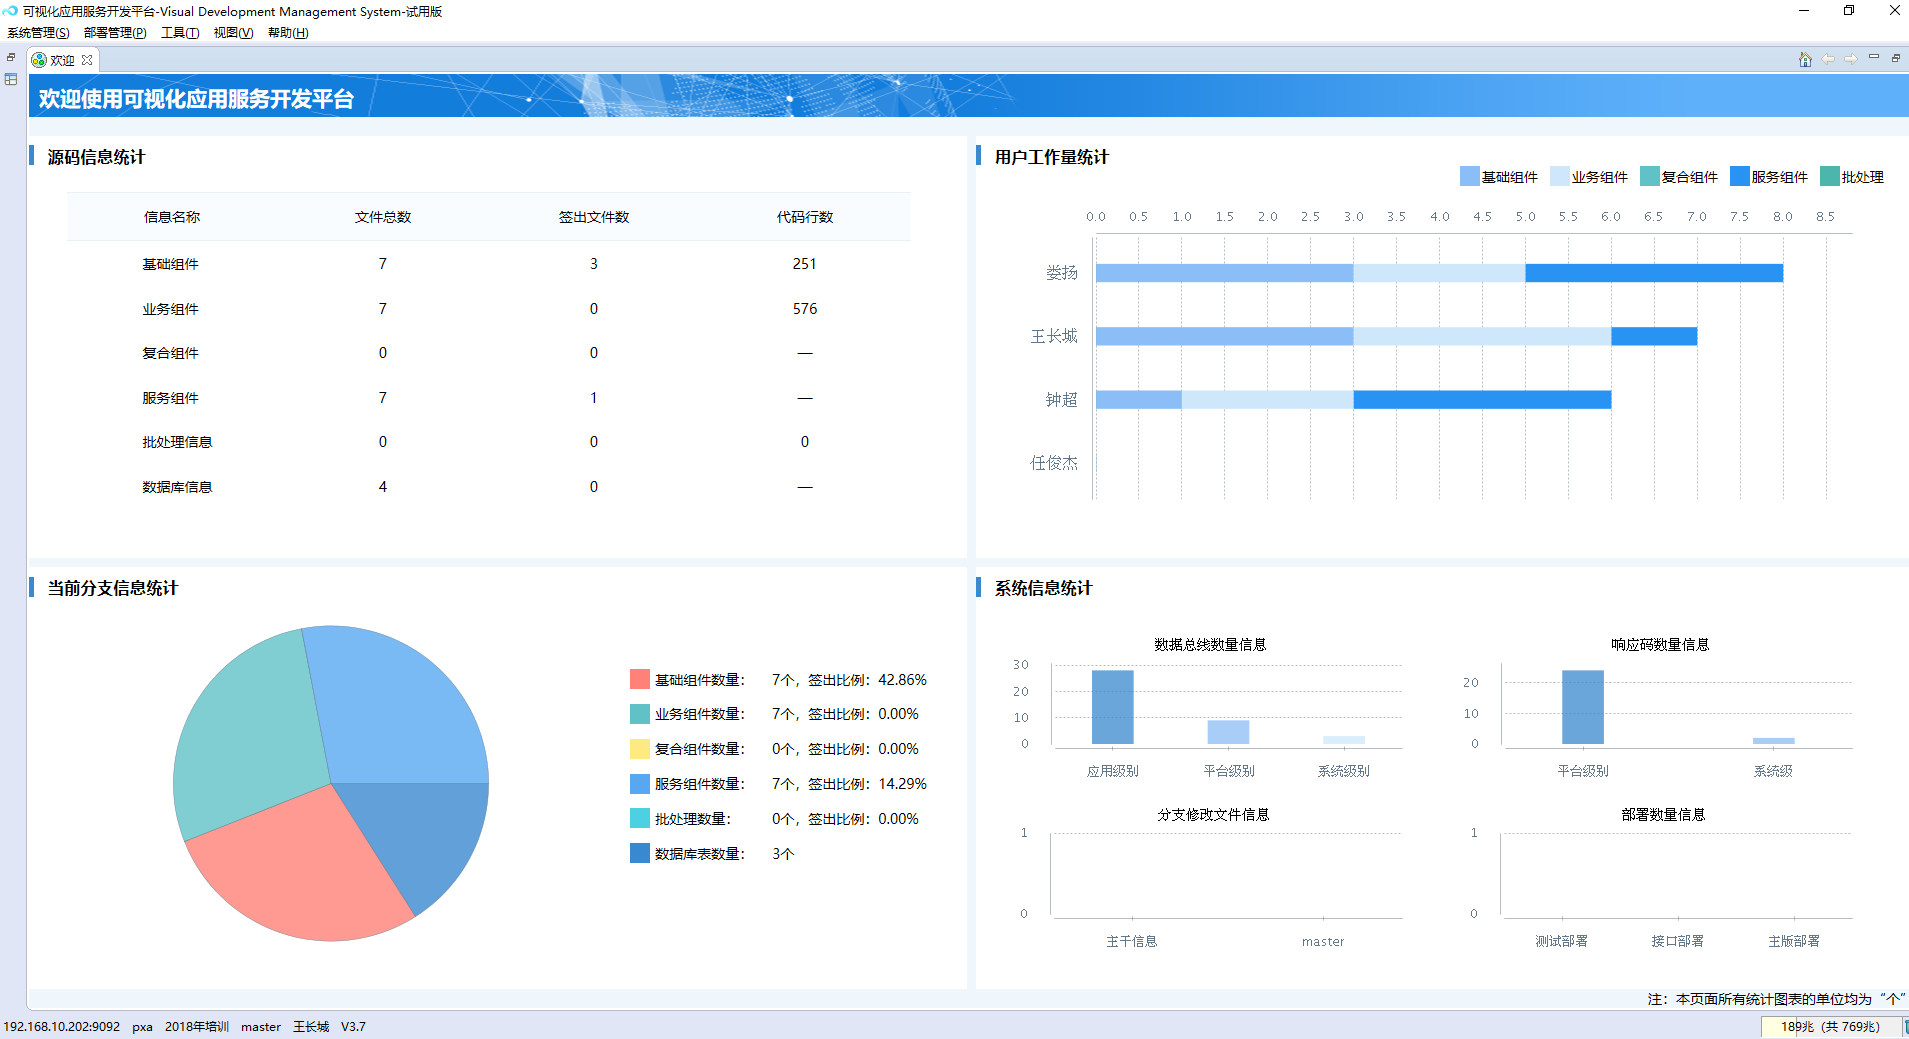 可视化应用服务开发平台-Visual Development Management System-试用版
系统管理(S) 部署管理(P) 工具(T) 视图(V) 帮助(H)
欢迎
欢迎使用可视化应用服务开发平台
源码信息统计
信息名称 文件总数 签出文件数 代码行数
基础组件 7 3 251
业务组件 7 0 576
复合组件 0 0 —
服务组件 7 1 —
批处理信息 0 0 0
数据库信息 4 0 —
用户工作量统计
基础组件 业务组件 复合组件 服务组件 批处理
0.0 0.5 1.0 1.5 2.0 2.5 3.0 3.5 4.0 4.5 5.0 5.5 6.0 6.5 7.0 7.5 8.0 8.5
娄扬
王长城
钟超
任俊杰
当前分支信息统计
基础组件数量： 7个，签出比例：42.86%
业务组件数量： 7个，签出比例：0.00%
复合组件数量： 0个，签出比例：0.00%
服务组件数量： 7个，签出比例：14.29%
批处理数量： 0个，签出比例：0.00%
数据库表数量： 3个
系统信息统计
数据总线数量信息
30
20
10
0
应用级别 平台级别 系统级别
响应码数量信息
20
10
0
平台级别 系统级
分支修改文件信息
1
0
主干信息 master
部署数量信息
1
0
测试部署 接口部署 主版部署
注：本页面所有统计图表的单位均为“个”
192.168.10.202:9092 pxa 2018年培训 master 王长城 V3.7
189兆（共 769兆）